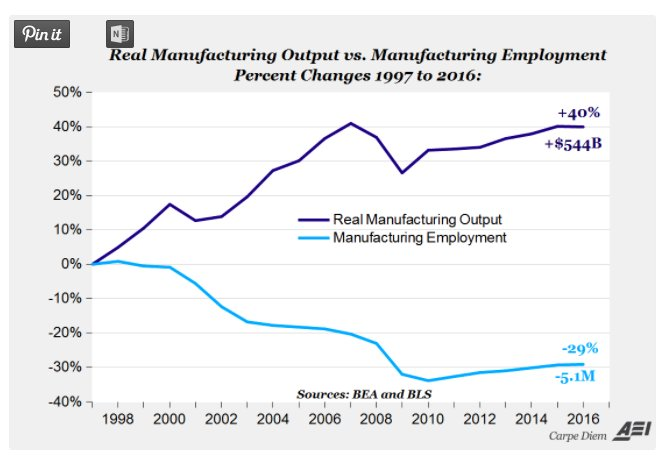 Pin it
N
Real Manufacturing Output vs. Manufacturing Employment
Percent Changes 1997 to 2016:
50%
40%
30%
20%
10%
0%
-10%
-20%
-30%
-40%
+40%
+$544B
Real Manufacturing Output
Manufacturing Employment
-29%
-5.1M
Sources: BEA and BLS
1998 2000 2002 2004 2006 2008 2010 2012 2014 2016
Carpe Diem AEI